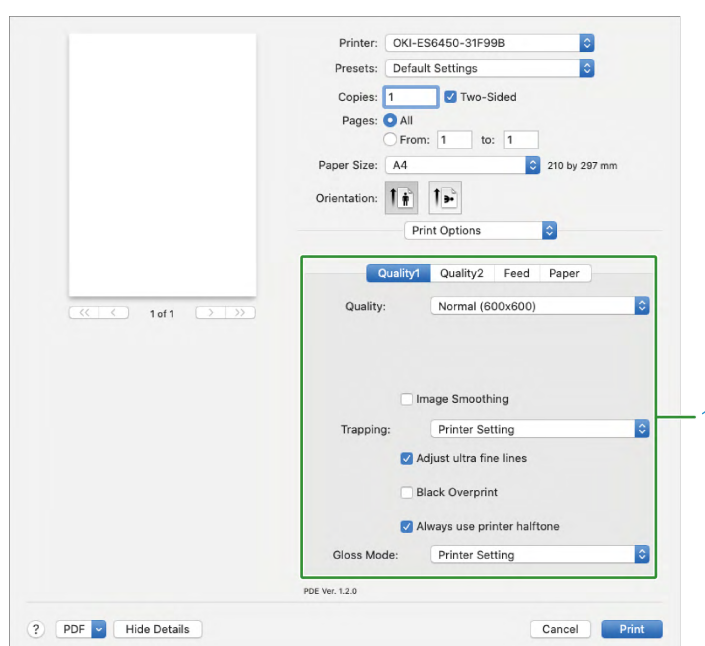 Printer: OKI-ES6450-31F99B
Presets: Default Settings
Copies: 1 Two-Sided
Pages: All
From: 1 to: 1
Paper Size: A4 210 by 297 mm
Orientation:
Print Options
Quality1 Quality2 Feed Paper
<< < 1 of 1 > >>
Quality: Normal (600x600)
Image Smoothing
Trapping: Printer Setting
Adjust ultra fine lines
Black Overprint
Always use printer halftone
Gloss Mode: Printer Setting
PDE Ver. 1.2.0
? PDF Hide Details Cancel Print